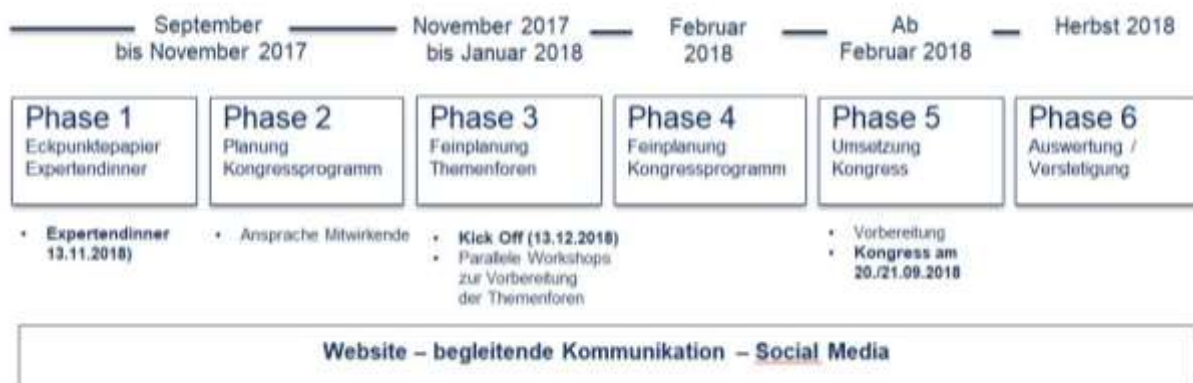 September
bis November 2017
November 2017
bis Januar 2018
Februar
2018
Ab
Februar 2018
Herbst 2018
Phase 1
Eckpunktepapier
Expertendinner
Phase 2
Planung
Kongressprogramm
Phase 3
Feinplanung
Themenforen
Phase 4
Feinplanung
Kongressprogramm
Phase 5
Umsetzung
Kongress
Phase 6
Auswertung /
Verstetigung
• Expertendinner
13.11.2018)
• Ansprache Mitwirkende
• Kick Off (13.12.2018)
• Parallele Workshops
zur Vorbereitung
der Themenforen
• Vorbereitung
• Kongress am
20./21.09.2018
Website – begleitende Kommunikation – Social Media